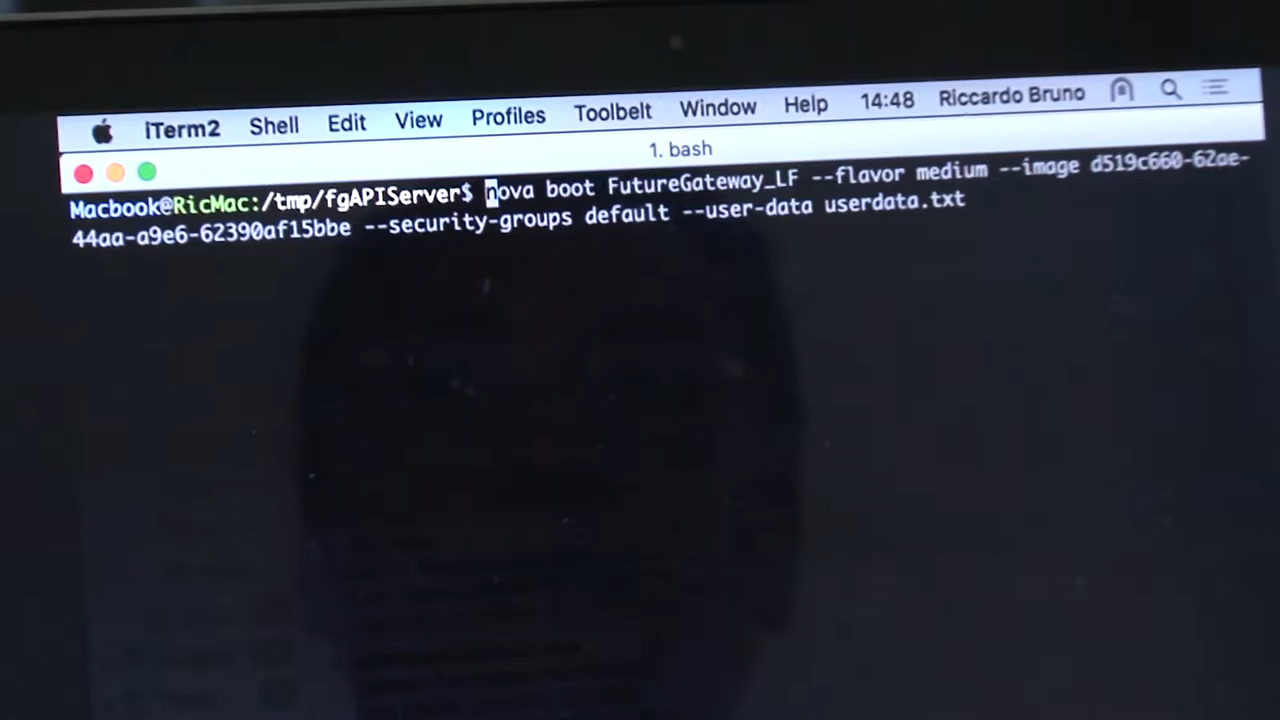 iTerm2 Shell Edit View Profiles Toolbelt Window Help 14:48 Riccardo Bruno
1. bash
Macbook@RicMac:/tmp/fgAPIServer$ nova boot FutureGateway_LF --flavor medium --image d519c660-62ae-
44aa-a9e6-62390af15bbe --security-groups default --user-data userdata.txt